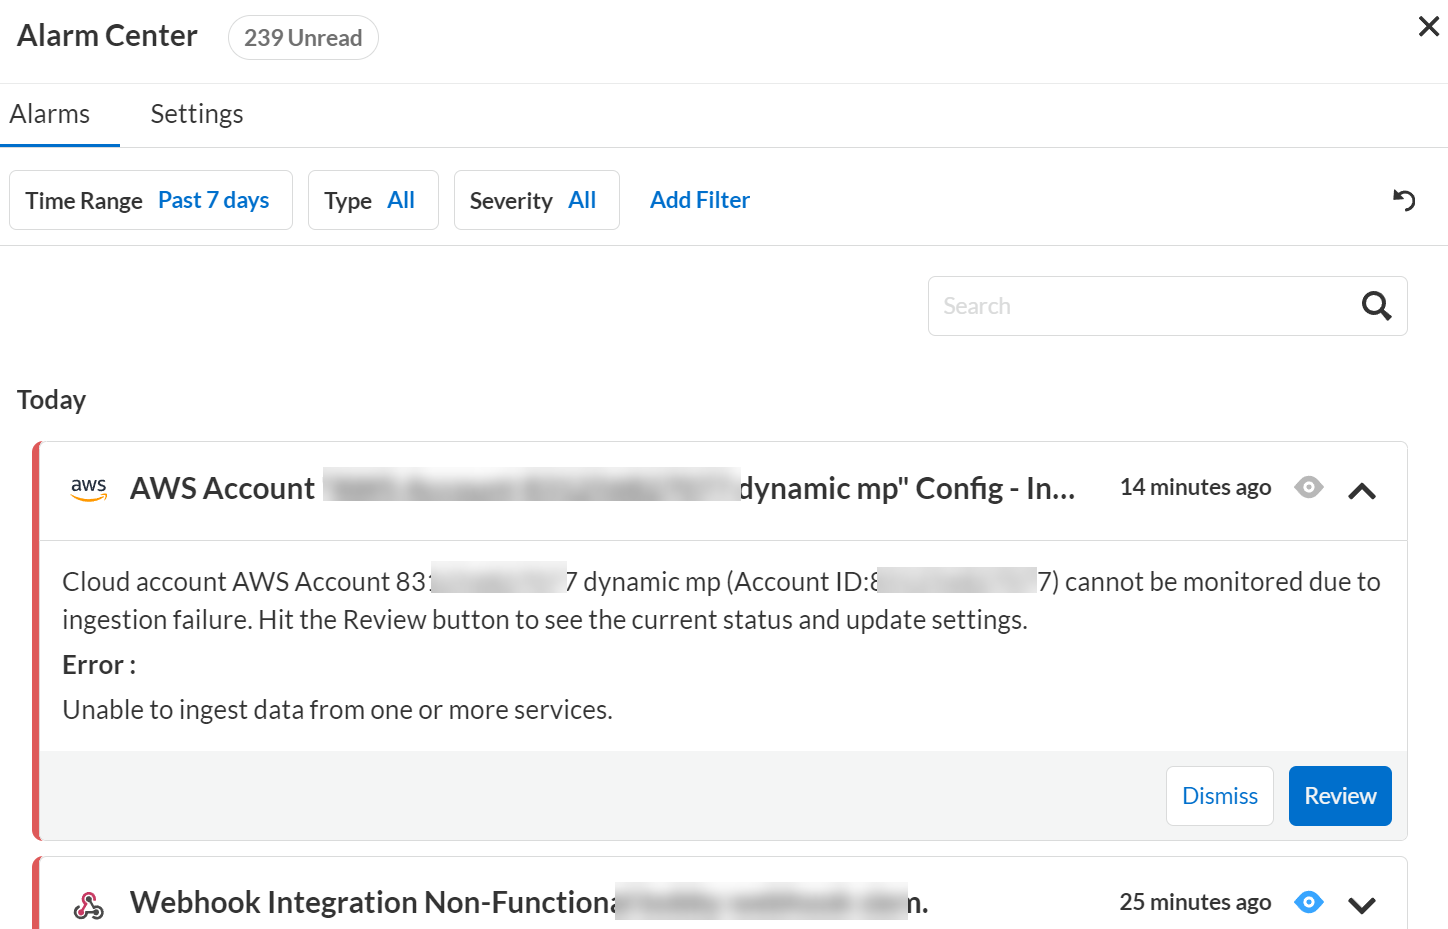 Alarm Center
239 Unread
Alarms
Settings
Time Range Past 7 days
Type All
Severity All
Add Filter
Search
Today
aws
AWS Account dynamic mp" Config - In...
14 minutes ago
Cloud account AWS Account 83 7 dynamic mp (Account ID:8 7) cannot be monitored due to
ingestion failure. Hit the Review button to see the current status and update settings.
Error :
Unable to ingest data from one or more services.
Dismiss
Review
Webhook Integration Non-Functiona m.
25 minutes ago